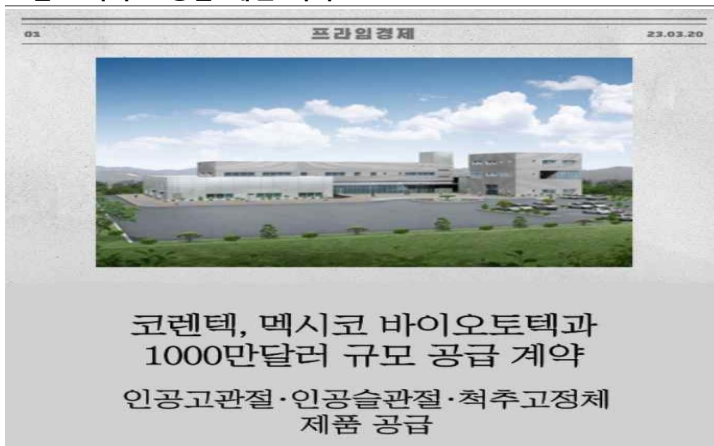 01 프라임경제 23.03.20
코렌텍, 멕시코 바이오토텍과
1000만달러 규모 공급 계약
인공고관절·인공슬관절·척추고정체
제품 공급